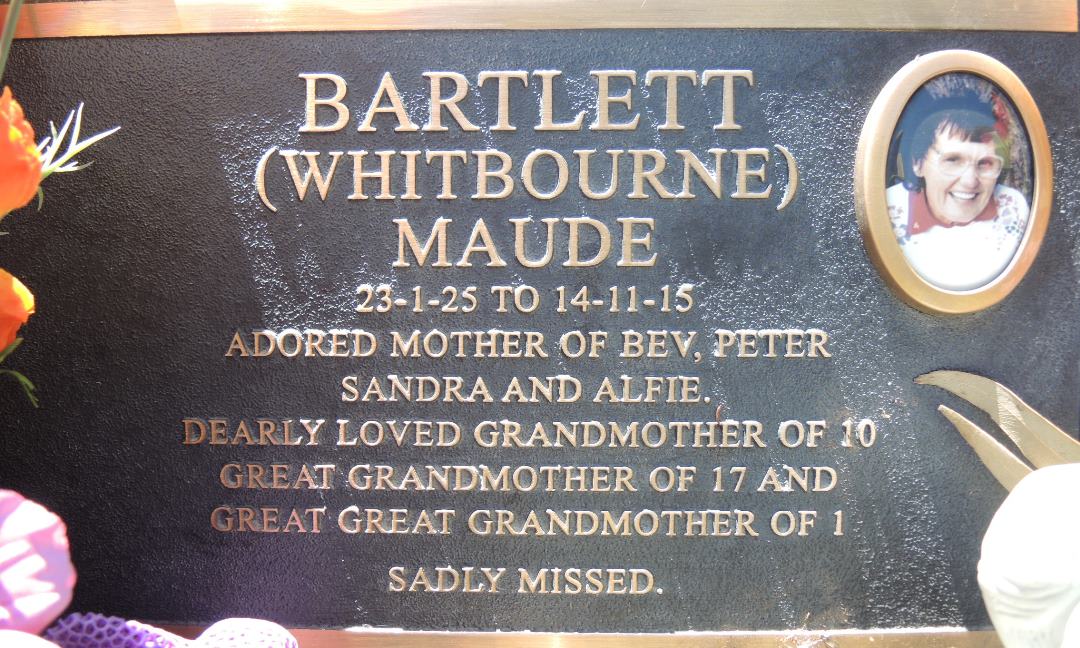 BARTLETT
(WHITBOURNE)
MAUDE
23-1-25 TO 14-11-15
ADORED MOTHER OF BEV, PETER
SANDRA AND ALFIE.
DEARLY LOVED GRANDMOTHER OF 10
GREAT GRANDMOTHER OF 17 AND
GREAT GREAT GRANDMOTHER OF 1
SADLY MISSED.